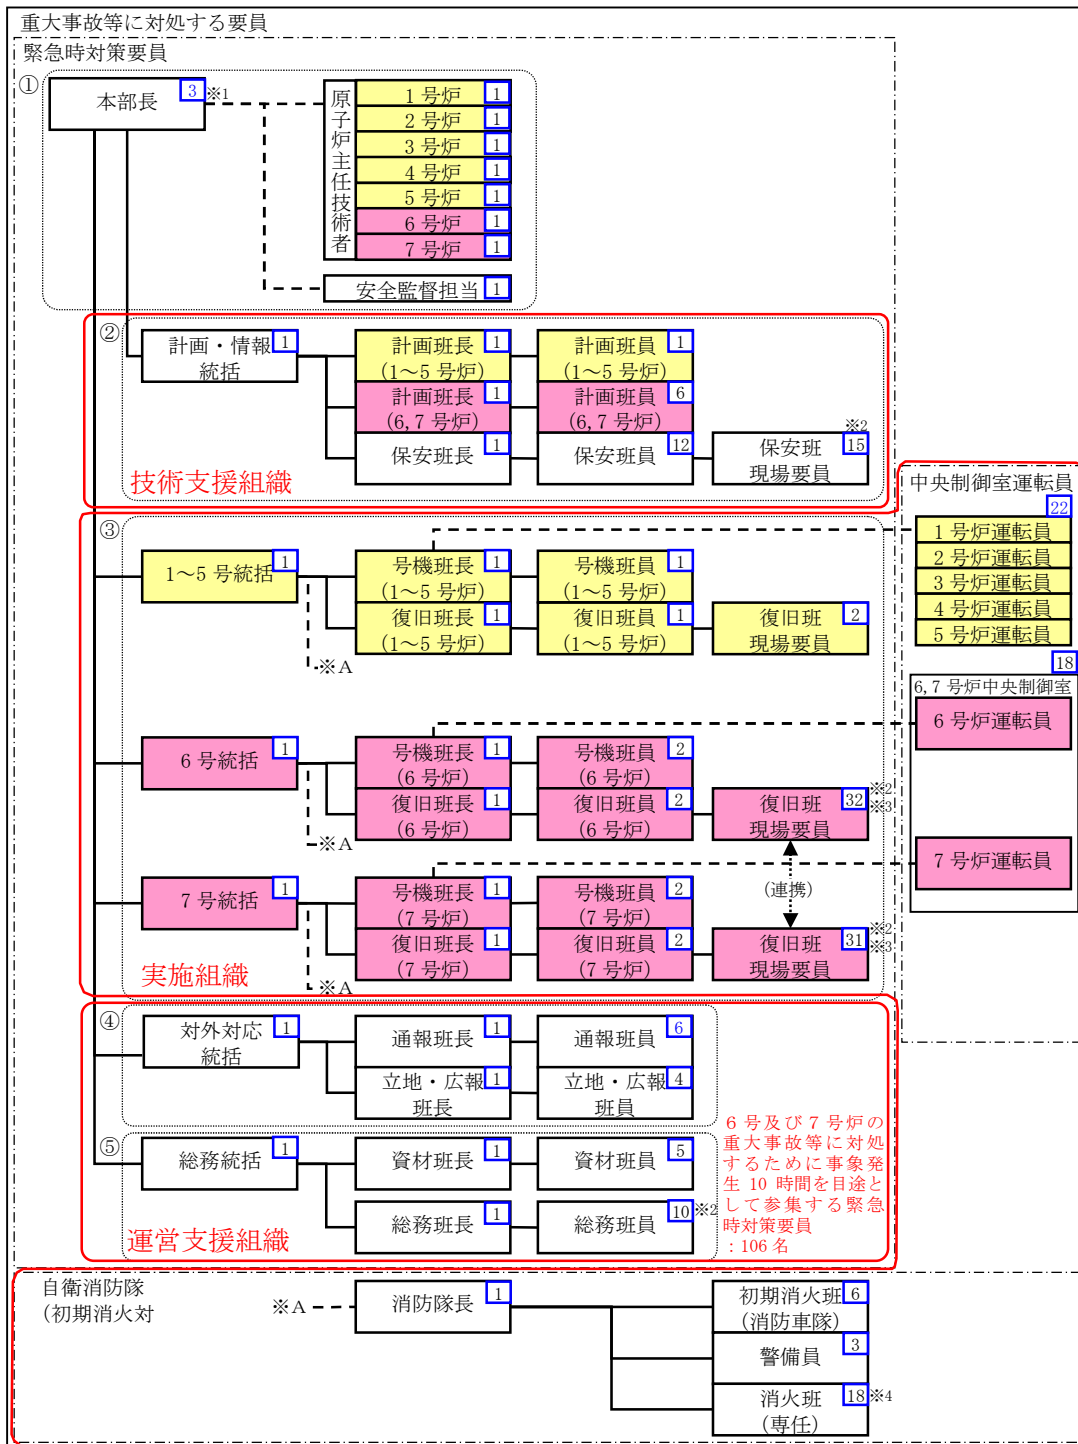 重大事故等に対処する要員
緊急時対策要員
①
本部長
3
※1
原子炉主任技術者
1号炉
1
2号炉
1
3号炉
1
4号炉
1
5号炉
1
6号炉
1
7号炉
1
安全監督担当
1
②
計画・情報
統括
1
計画班長
(1～5号炉)
1
計画班員
(1～5号炉)
1
計画班長
(6,7号炉)
1
計画班員
(6,7号炉)
6
保安班長
1
保安班員
12
保安班
現場要員
15
※2
技術支援組織
③
1～5号統括
1
号機班長
(1～5号炉)
1
号機班員
(1～5号炉)
1
復旧班長
(1～5号炉)
1
復旧班員
(1～5号炉)
1
復旧班
現場要員
2
※A
6号統括
1
号機班長
(6号炉)
1
号機班員
(6号炉)
2
復旧班長
(6号炉)
1
復旧班員
(6号炉)
2
復旧班
現場要員
32
※2
※3
※A
(連携)
7号統括
1
号機班長
(7号炉)
1
号機班員
(7号炉)
2
復旧班長
(7号炉)
1
復旧班員
(7号炉)
2
復旧班
現場要員
31
※2
※3
※A
実施組織
中央制御室運転員
22
1号炉運転員
2号炉運転員
3号炉運転員
4号炉運転員
5号炉運転員
18
6,7号炉中央制御室
6号炉運転員
7号炉運転員
④
対外対応
統括
1
通報班長
1
通報班員
6
立地・広報
班長
1
立地・広報
班員
4
⑤
総務統括
1
資材班長
1
資材班員
5
総務班長
1
総務班員
10
※2
運営支援組織
6号及び7号炉の
重大事故等に対処
するために事象発
生10時間を目途と
して参集する緊急
時対策要員
：106名
自衛消防隊
(初期消火対
※A
消防隊長
1
初期消火班
(消防車隊)
6
警備員
3
消火班
(専任)
18
※4